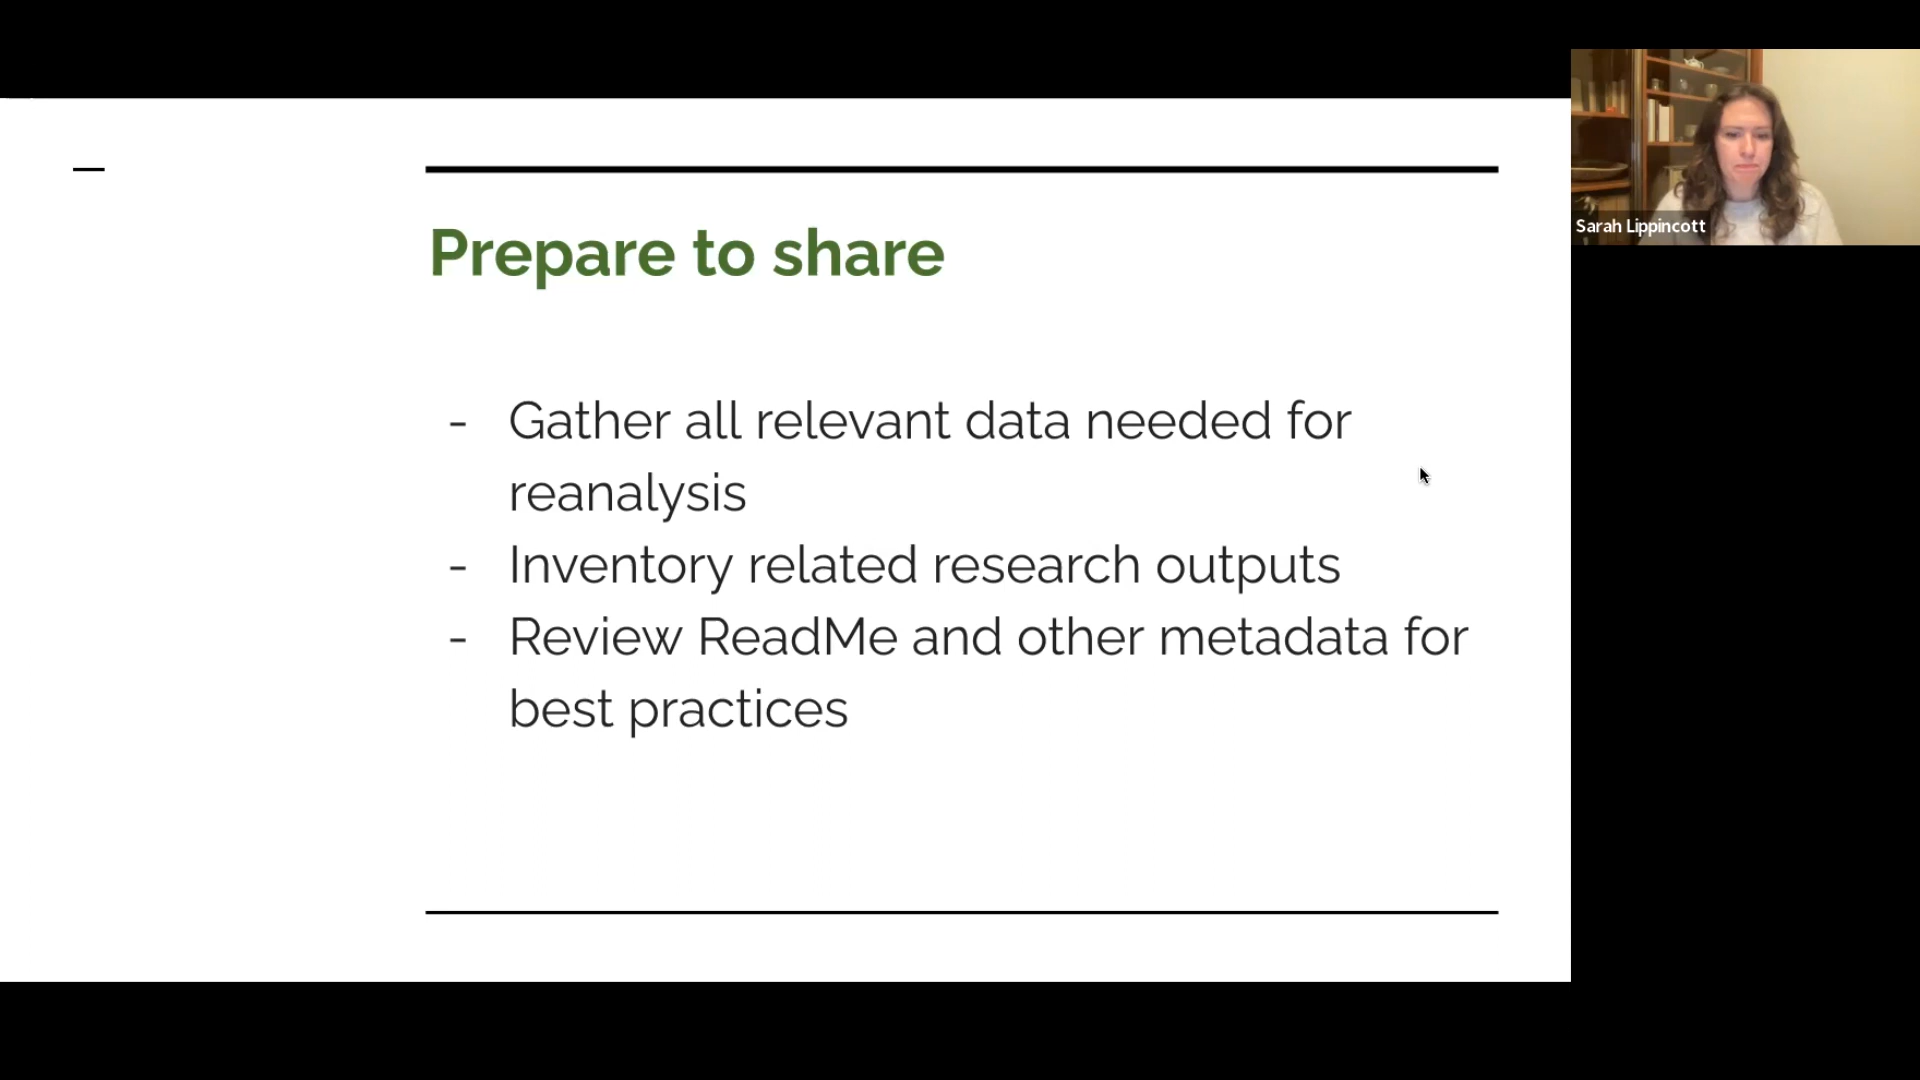 Prepare to share
- Gather all relevant data needed for
reanalysis
- Inventory related research outputs
- Review ReadMe and other metadata for
best practices
Sarah Lippincott